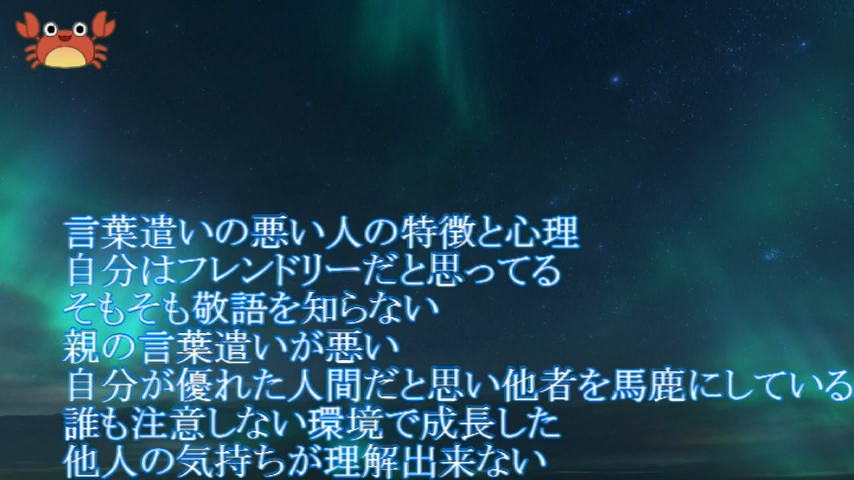 言葉遣いの悪い人の特徴と心理
自分はフレンドリーだと思ってる
そもそも敬語を知らない
親の言葉遣いが悪い
自分が優れた人間だと思い他者を馬鹿にしている
誰も注意しない環境で成長した
他人の気持ちが理解出来ない